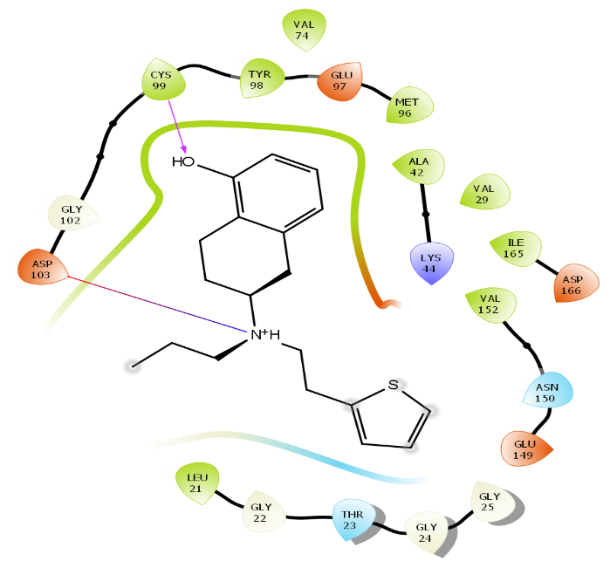 VAL
74
CYS
99
TYR
98
GLU
97
MET
96
HO
ALA
42
VAL
29
GLY
102
ILE
165
LYS
44
ASP
166
ASP
103
VAL
152
N+H
S
ASN
150
GLU
149
LEU
21
GLY
22
THR
23
GLY
24
GLY
25